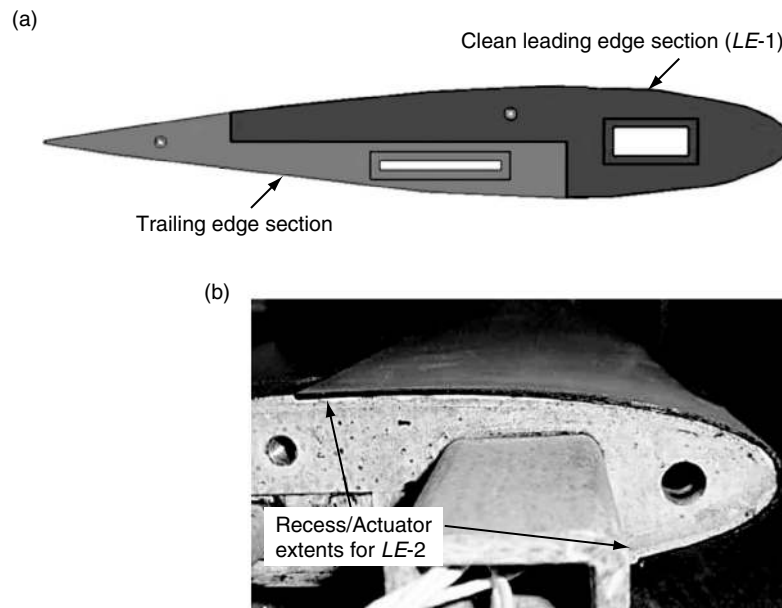 (a)
Clean leading edge section (LE-1)
Trailing edge section
(b)
Recess/Actuator
extents for LE-2